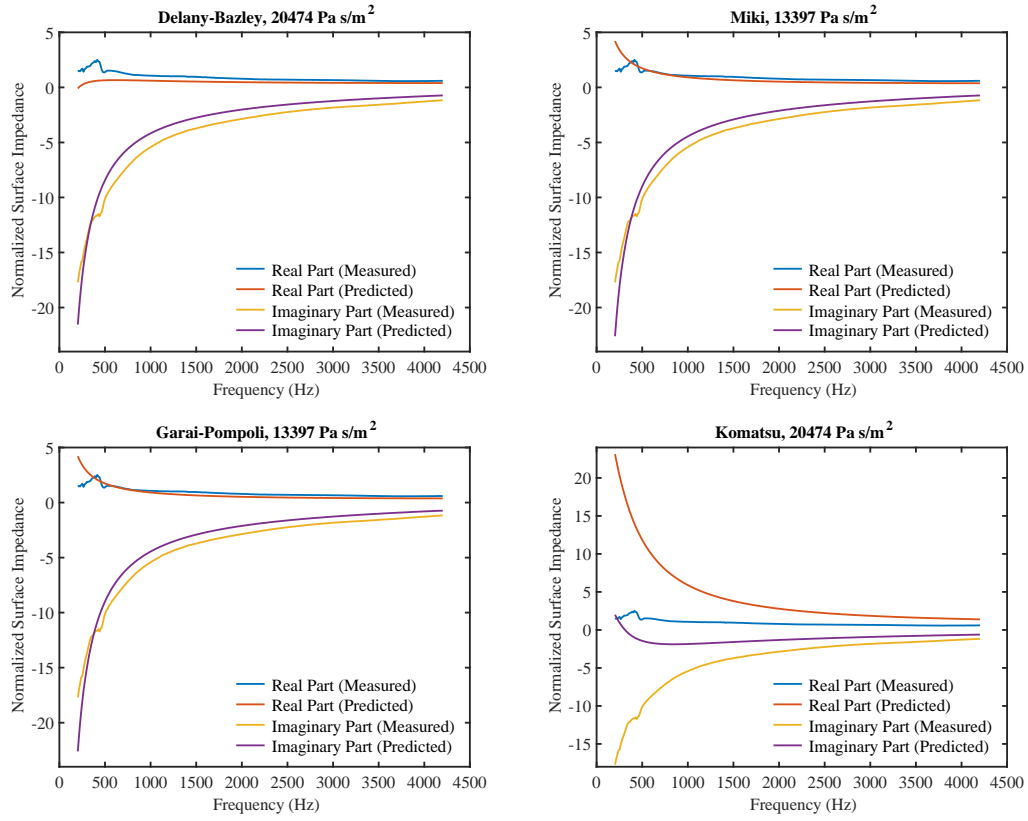 Delany-Bazley, 20474 Pa s/m²
Normalized Surface Impedance
5
0
-5
-10
-15
-20
Real Part (Measured)
Real Part (Predicted)
Imaginary Part (Measured)
Imaginary Part (Predicted)
0 500 1000 1500 2000 2500 3000 3500 4000 4500
Frequency (Hz)
Miki, 13397 Pa s/m²
Normalized Surface Impedance
5
0
-5
-10
-15
-20
Real Part (Measured)
Real Part (Predicted)
Imaginary Part (Measured)
Imaginary Part (Predicted)
0 500 1000 1500 2000 2500 3000 3500 4000 4500
Frequency (Hz)
Garai-Pompoli, 13397 Pa s/m²
Normalized Surface Impedance
5
0
-5
-10
-15
-20
Real Part (Measured)
Real Part (Predicted)
Imaginary Part (Measured)
Imaginary Part (Predicted)
0 500 1000 1500 2000 2500 3000 3500 4000 4500
Frequency (Hz)
Komatsu, 20474 Pa s/m²
Normalized Surface Impedance
20
15
10
5
0
-5
-10
-15
Real Part (Measured)
Real Part (Predicted)
Imaginary Part (Measured)
Imaginary Part (Predicted)
0 500 1000 1500 2000 2500 3000 3500 4000 4500
Frequency (Hz)